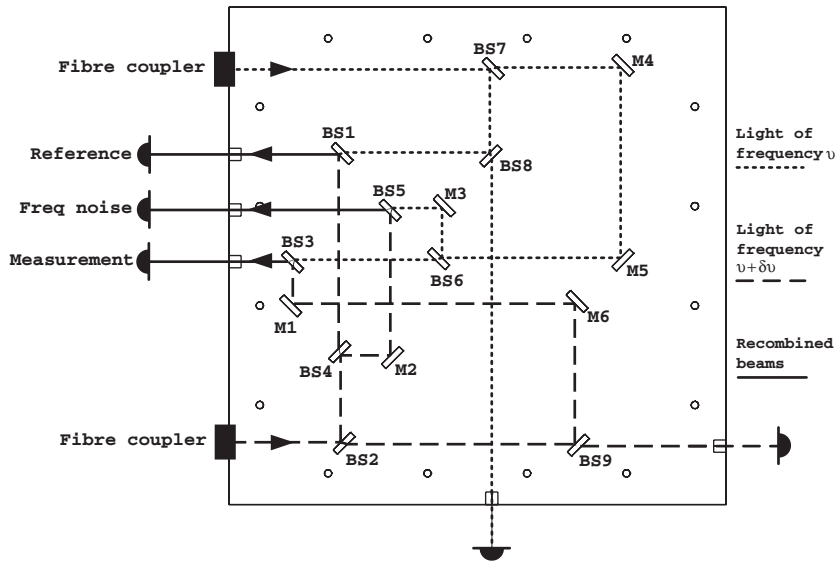 BS7
M4
Fibre coupler
BS1
Reference
BS8
Light of
frequency υ
BS5
M3
Freq noise
BS3
Measurement
BS6
M5
Light of
frequency
υ+δυ
M1
M6
BS4
M2
Recombined
beams
Fibre coupler
BS2
BS9